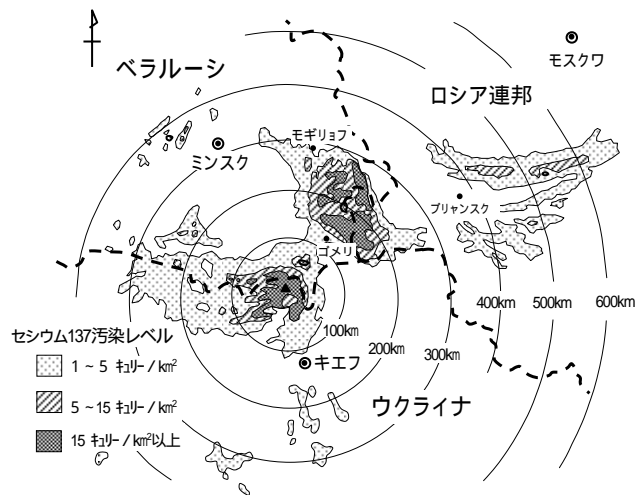 モスクワ
ベラルーシ
ロシア連邦
モギリョフ
ミンスク
ブリャンスク
ゴメリ
100km
200km
300km
400km
500km
600km
セシウム137汚染レベル
1 ~ 5 ｷｭﾘｰ/km²
5 ~15 ｷｭﾘｰ/km²
15 ｷｭﾘｰ/km²以上
キエフ
ウクライナ